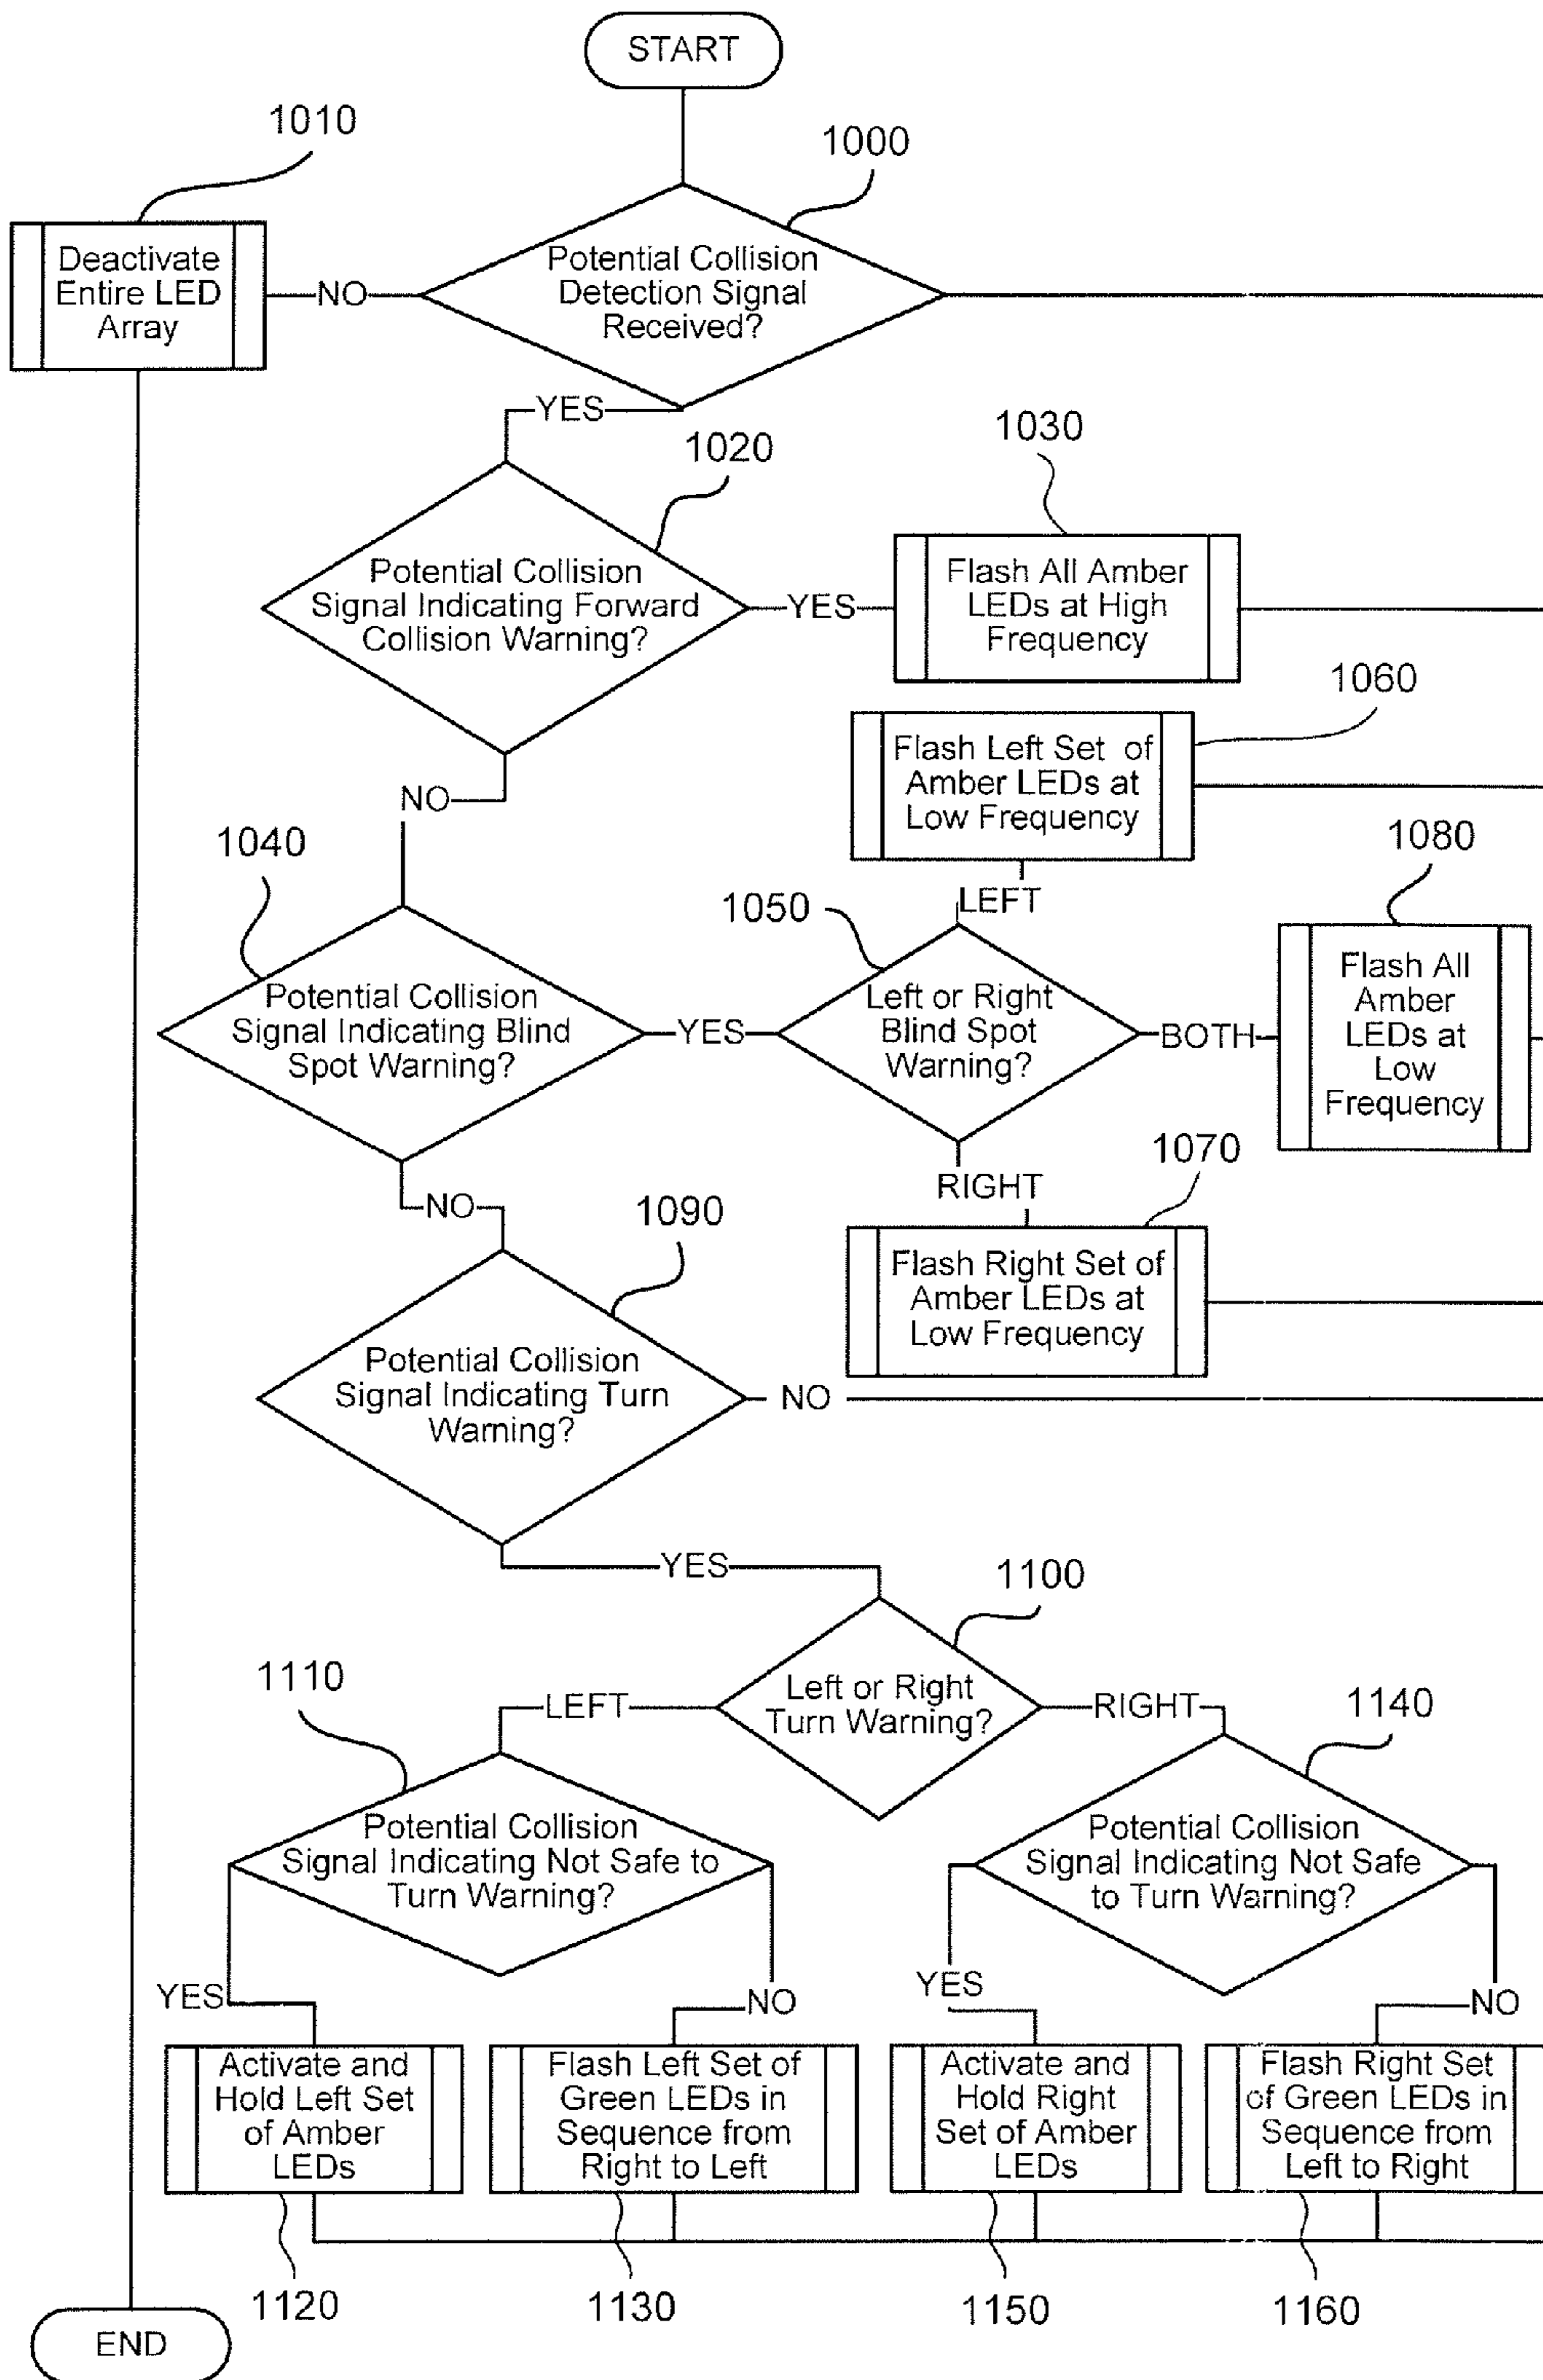 START
1010
1000
Deactivate
Entire LED
Array
NO
Potential Collision
Detection Signal
Received?
YES
1020
1030
Potential Collision
Signal Indicating Forward
Collision Warning?
YES
Flash All Amber
LEDs at High
Frequency
1060
Flash Left Set of
Amber LEDs at
Low Frequency
NO
1040
1050
LEFT
1080
Potential Collision
Signal Indicating Blind
Spot Warning?
YES
Left or Right
Blind Spot
Warning?
BOTH
Flash All
Amber
LEDs at
Low
Frequency
1070
RIGHT
NO
1090
Flash Right Set of
Amber LEDs at
Low Frequency
Potential Collision
Signal Indicating Turn
Warning?
NO
YES
1100
1110
LEFT
Left or Right
Turn Warning?
RIGHT
1140
Potential Collision
Signal Indicating Not Safe to
Turn Warning?
Potential Collision
Signal Indicating Not Safe
to Turn Warning?
YES
NO
YES
NO
Activate and
Hold Left Set
of Amber
LEDs
Flash Left Set of
Green LEDs in
Sequence from
Right to Left
Activate and
Hold Right
Set of Amber
LEDs
Flash Right Set
of Green LEDs in
Sequence from
Left to Right
1120
1130
1150
1160
END